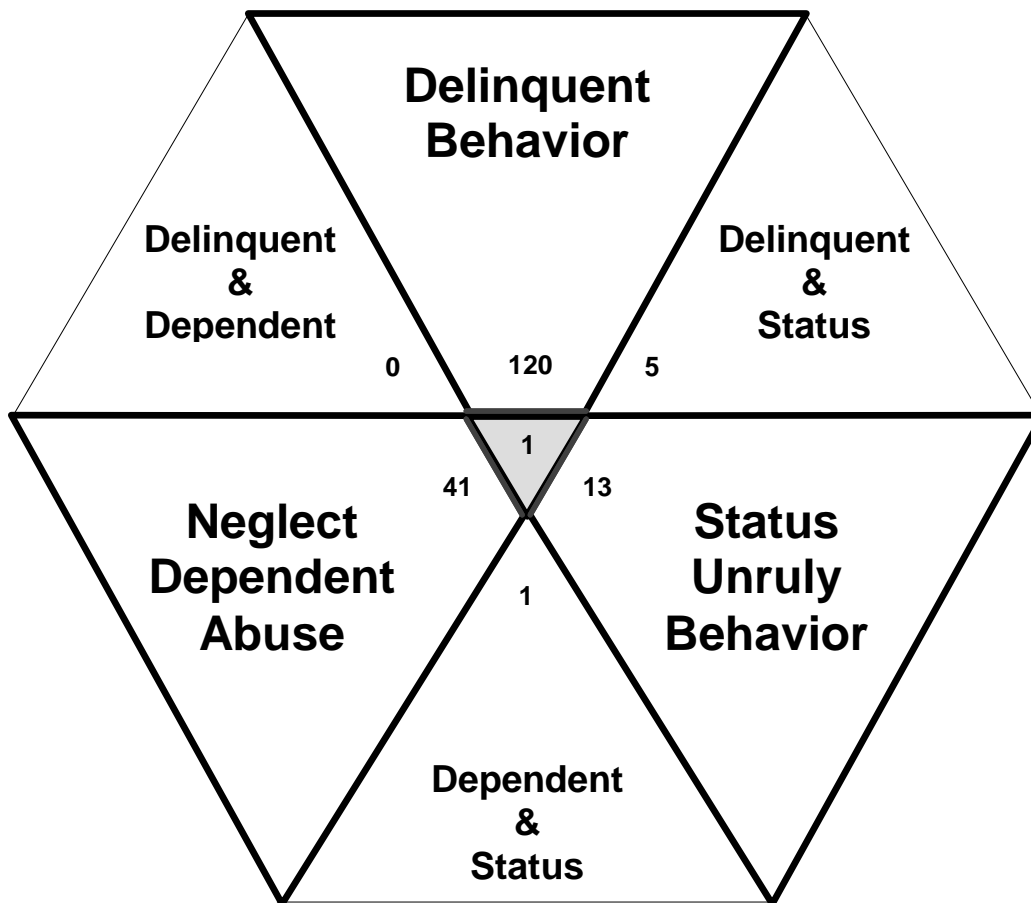 Delinquent
Behavior
Delinquent
&
Dependent
Delinquent
&
Status
0
120
5
1
41
13
Neglect
Dependent
Abuse
Status
Unruly
Behavior
1
Dependent
&
Status